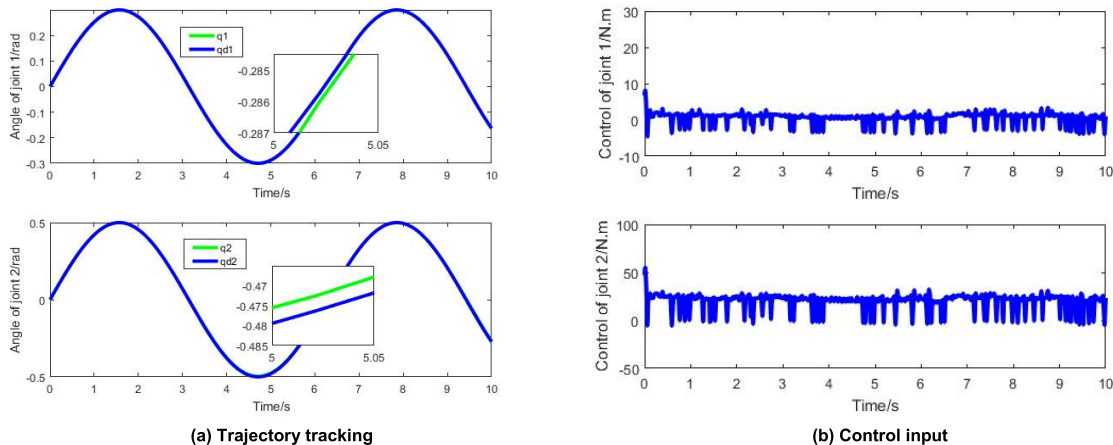 Angle of joint 1/rad
0.2
0.1
0
-0.1
-0.2
-0.3
q1
qd1
-0.285
-0.286
-0.287
5
5.05
0 1 2 3 4 5 6 7 8 9 10
Time/s
Angle of joint 2/rad
0.5
0
-0.5
q2
qd2
-0.47
-0.475
-0.48
-0.485
5
5.05
0 1 2 3 4 5 6 7 8 9 10
Time/s
(a) Trajectory tracking
Control of joint 1/N.m
30
20
10
0
-10
0 1 2 3 4 5 6 7 8 9 10
Time/s
Control of joint 2/N.m
100
50
0
-50
0 1 2 3 4 5 6 7 8 9 10
Time/s
(b) Control input